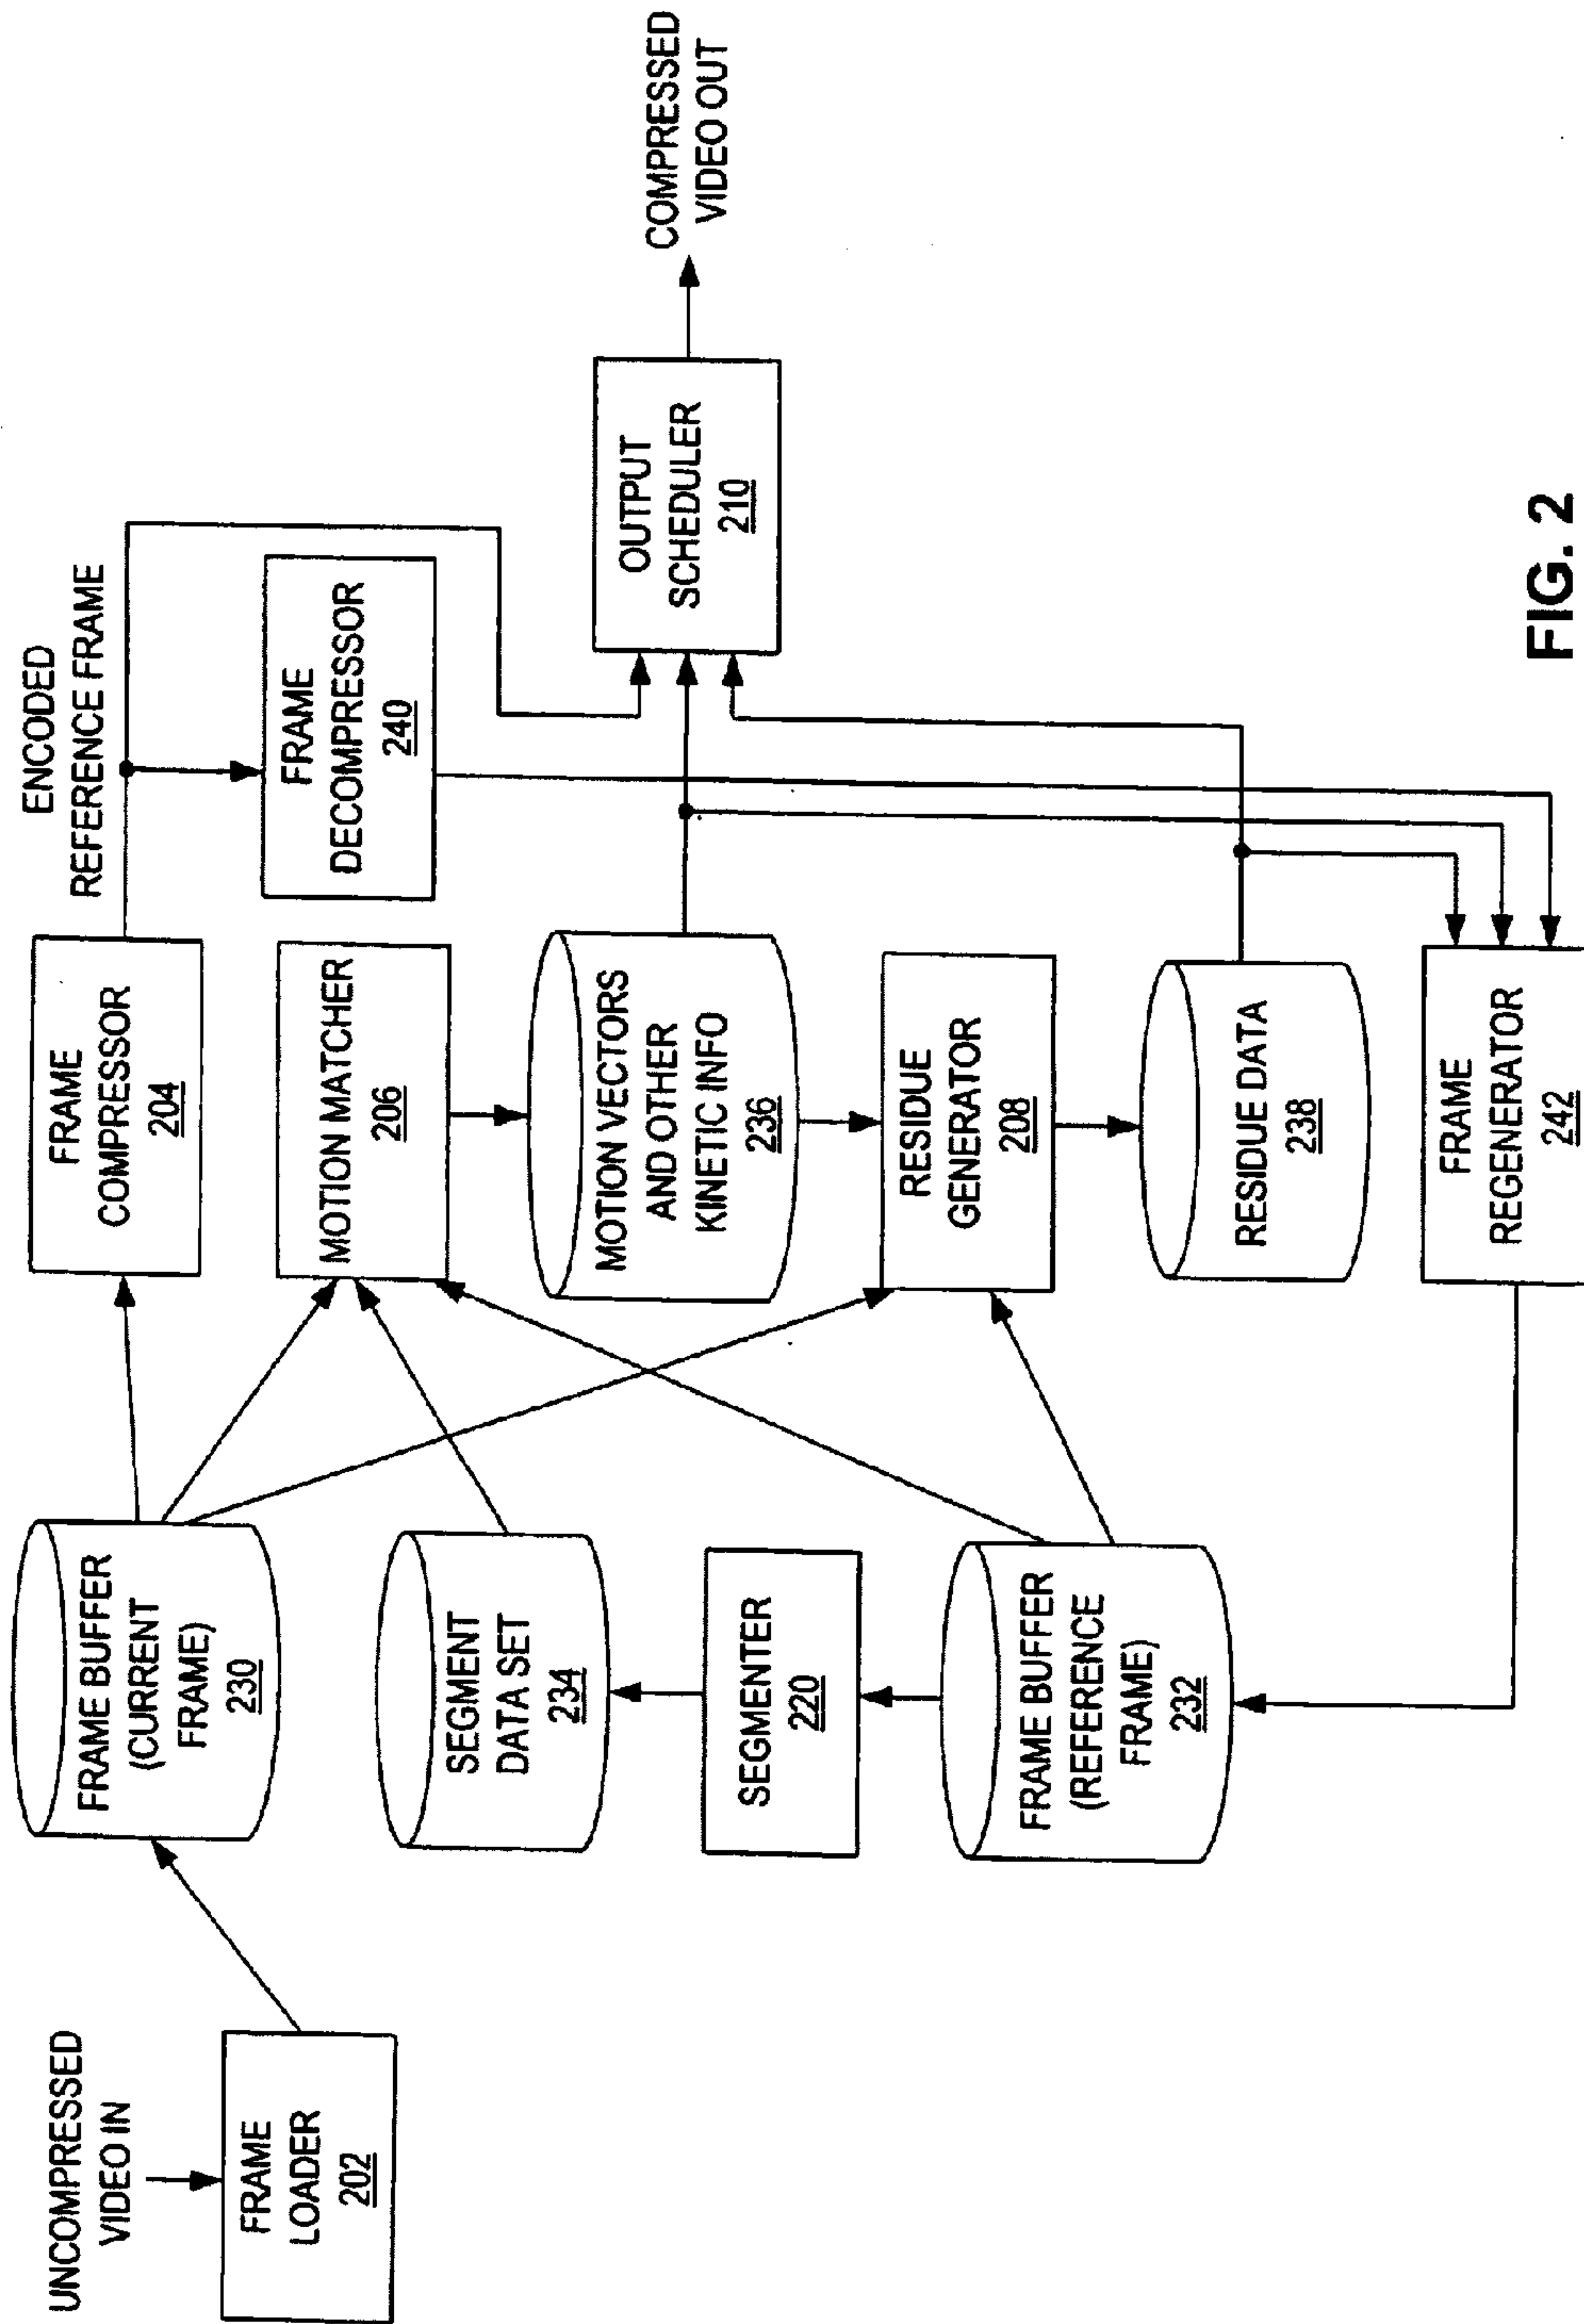 UNCOMPRESSED
VIDEO IN
FRAME
LOADER
202
FRAME BUFFER
(CURRENT
FRAME)
230
SEGMENT
DATA SET
234
SEGMENTER
220
FRAME BUFFER
(REFERENCE
FRAME)
232
FRAME
COMPRESSOR
204
MOTION MATCHER
206
MOTION VECTORS
AND OTHER
KINETIC INFO
236
RESIDUE
GENERATOR
208
RESIDUE DATA
238
FRAME
REGENERATOR
242
ENCODED
REFERENCE FRAME
FRAME
DECOMPRESSOR
240
OUTPUT
SCHEDULER
210
COMPRESSED
VIDEO OUT
FIG. 2